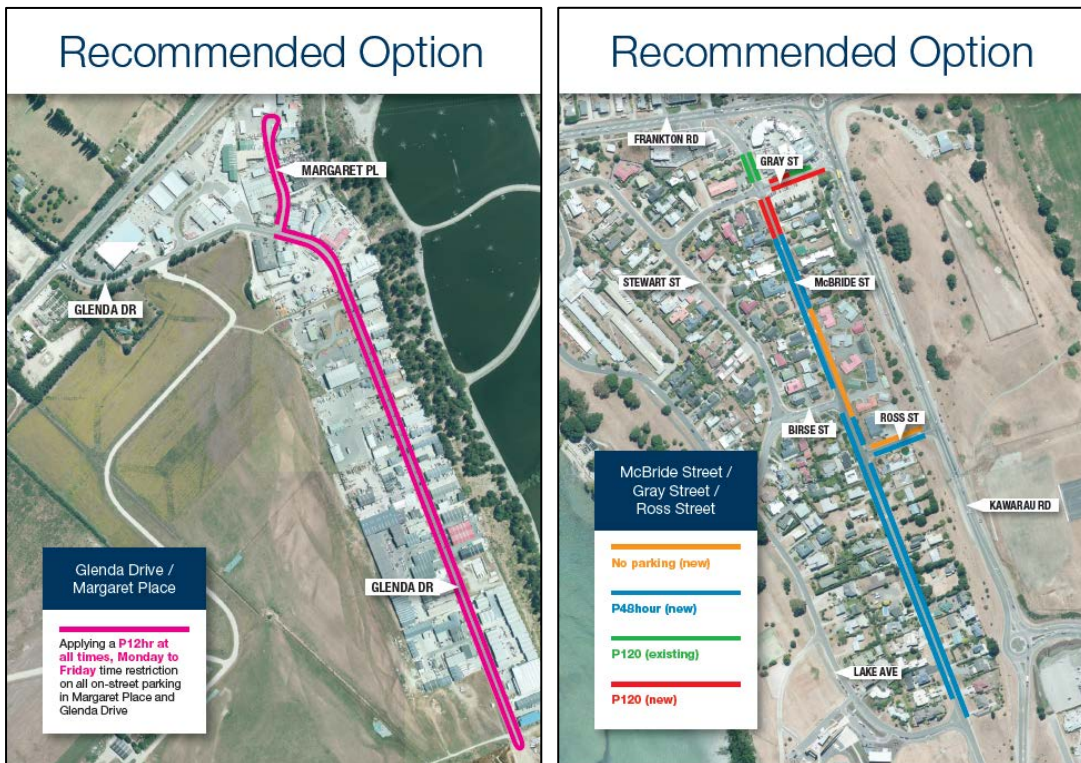 Recommended Option
MARGARET PL
GLENDA DR
GLENDA DR
Glenda Drive /
Margaret Place
Applying a P12hr at
all times, Monday to
Friday time restriction
on all on-street parking
in Margaret Place and
Glenda Drive
Recommended Option
FRANKTON RD
GRAY ST
STEWART ST
McBRIDE ST
ROSS ST
BIRSE ST
KAWARAU RD
LAKE AVE
McBride Street /
Gray Street /
Ross Street
No parking (new)
P48hour (new)
P120 (existing)
P120 (new)